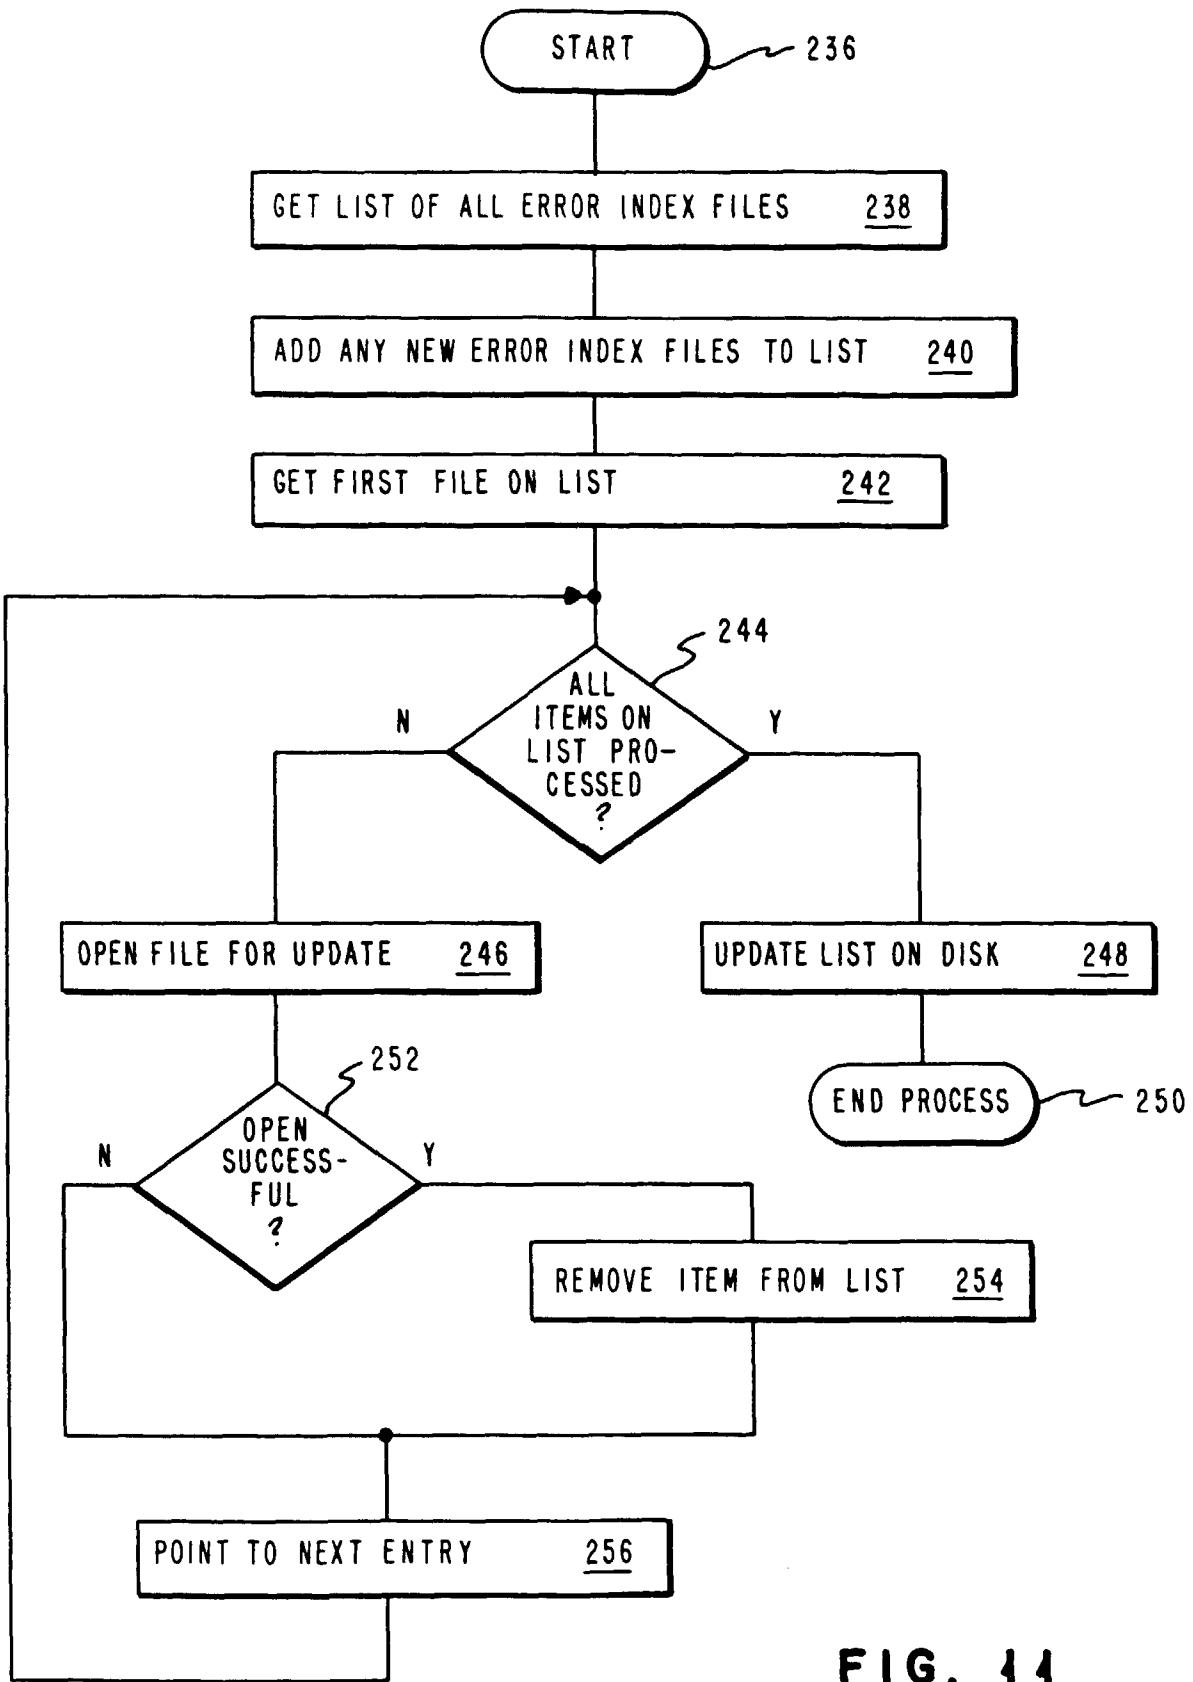 START
236
GET LIST OF ALL ERROR INDEX FILES 238
ADD ANY NEW ERROR INDEX FILES TO LIST 240
GET FIRST FILE ON LIST 242
244
N
ALL
ITEMS ON
LIST PRO-
CESSED
?
Y
OPEN FILE FOR UPDATE 246
UPDATE LIST ON DISK 248
252
END PROCESS
250
N
OPEN
SUCCESS-
FUL
?
Y
REMOVE ITEM FROM LIST 254
POINT TO NEXT ENTRY 256
FIG. 11